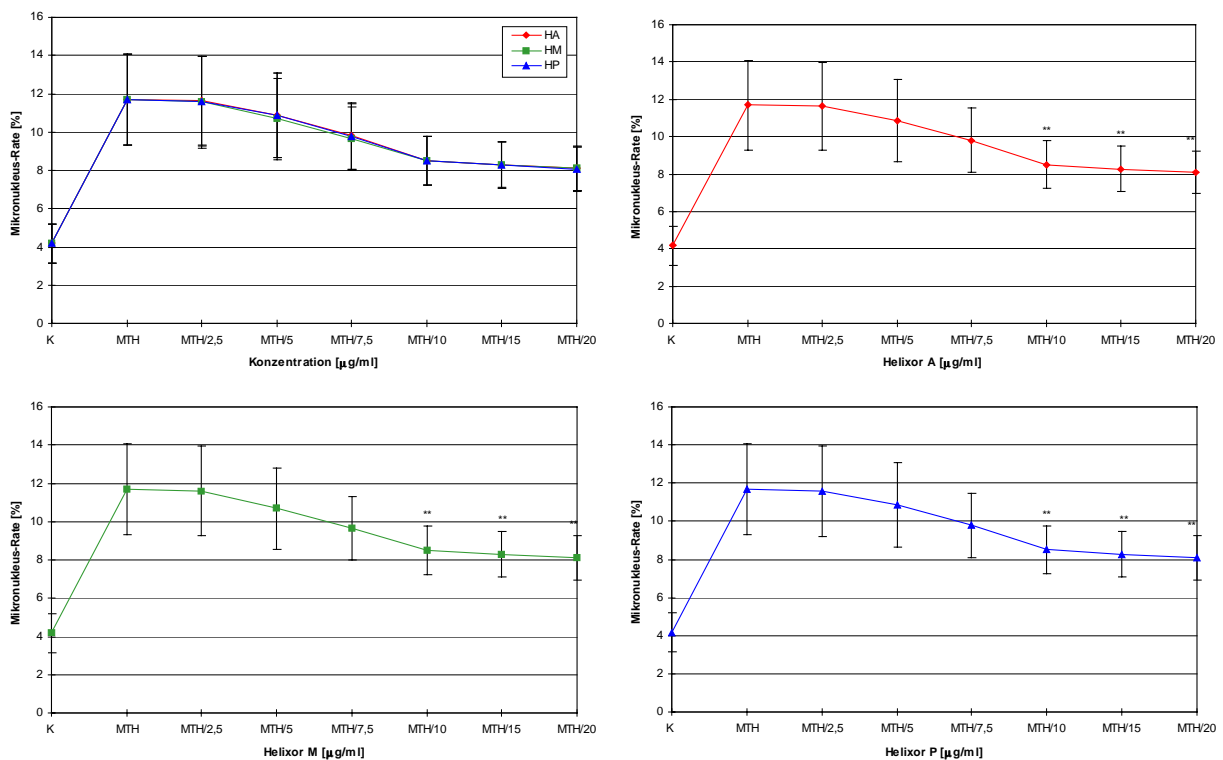 16
14
12
10
8
6
4
2
0
Mikronukleus-Rate [%]
HA
HM
HP
K MTH MTH/2,5 MTH/5 MTH/7,5 MTH/10 MTH/15 MTH/20
Konzentration [µg/ml]
16
14
12
10
8
6
4
2
0
Mikronukleus-Rate [%]
** ** **
K MTH MTH/2,5 MTH/5 MTH/7,5 MTH/10 MTH/15 MTH/20
Helixor A [µg/ml]
16
14
12
10
8
6
4
2
0
Mikronukleus-Rate [%]
** ** **
K MTH MTH/2,5 MTH/5 MTH/7,5 MTH/10 MTH/15 MTH/20
Helixor M [µg/ml]
16
14
12
10
8
6
4
2
0
Mikronukleus-Rate [%]
** ** **
K MTH MTH/2,5 MTH/5 MTH/7,5 MTH/10 MTH/15 MTH/20
Helixor P [µg/ml]